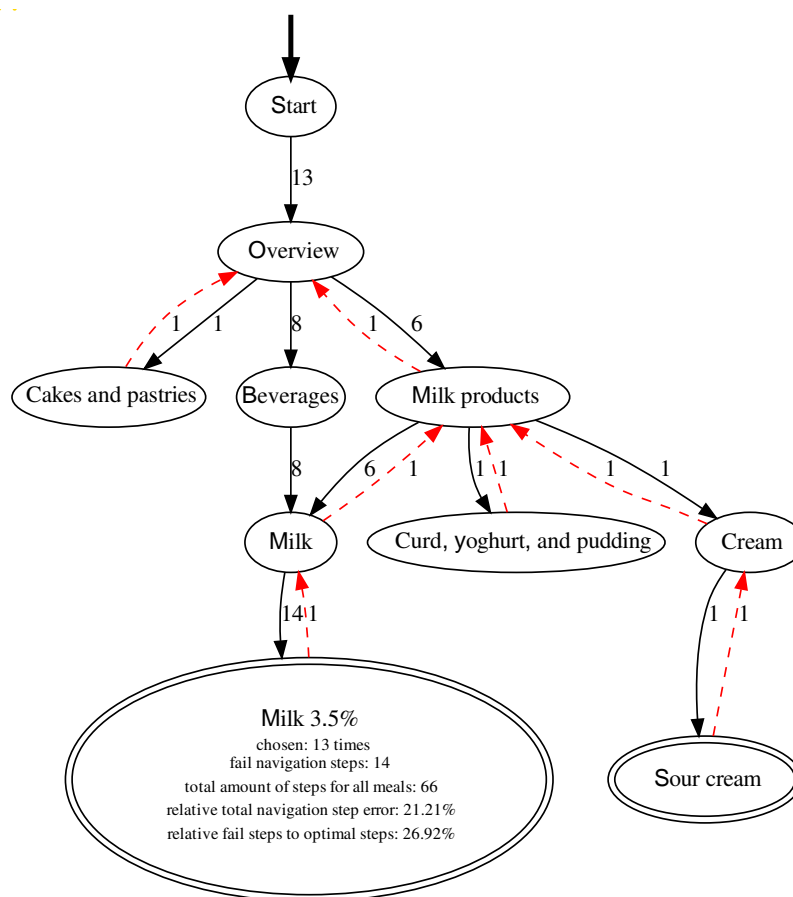 Start
13
Overview
1
1
8
1
6
Cakes and pastries
Beverages
Milk products
8
6
1
1
1
1
1
Milk
Curd, yoghurt, and pudding
Cream
14
1
1
1
Milk 3.5%
chosen: 13 times
fail navigation steps: 14
total amount of steps for all meals: 66
relative total navigation step error: 21.21%
relative fail steps to optimal steps: 26.92%
Sour cream